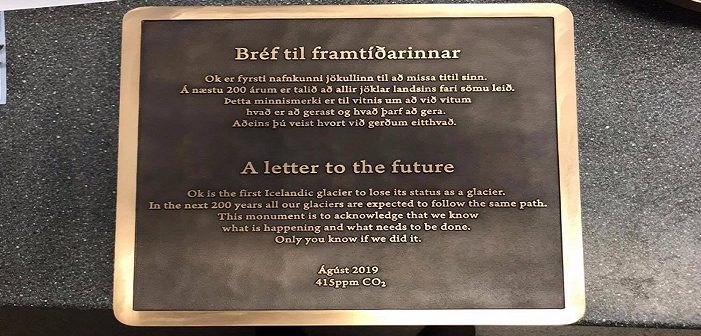 Bréf til framtíðarinnar
Ok er fyrsti nafnkunni jökullinn til að missa titil sinn.
Á næstu 200 árum er talið að allir jöklar landsins fari sömu leið.
Þetta minnismerki er til vitnis um að við vitum
hvað er að gerast og hvað þarf að gera.
Aðeins þú veist hvort við gerðum eitthvað.
A letter to the future
Ok is the first Icelandic glacier to lose its status as a glacier.
In the next 200 years all our glaciers are expected to follow the same path.
This monument is to acknowledge that we know
what is happening and what needs to be done.
Only you know if we did it.
Ágúst 2019
415ppm CO₂